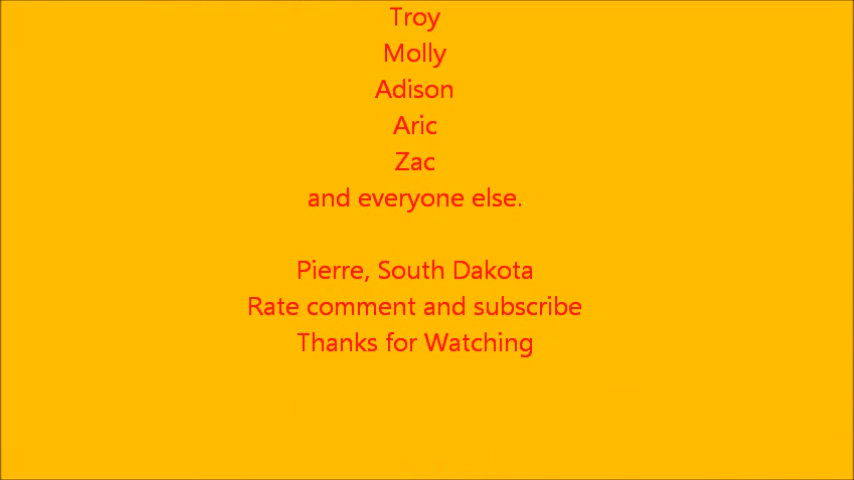 Troy
Molly
Adison
Aric
Zac
and everyone else.
Pierre, South Dakota
Rate comment and subscribe
Thanks for Watching